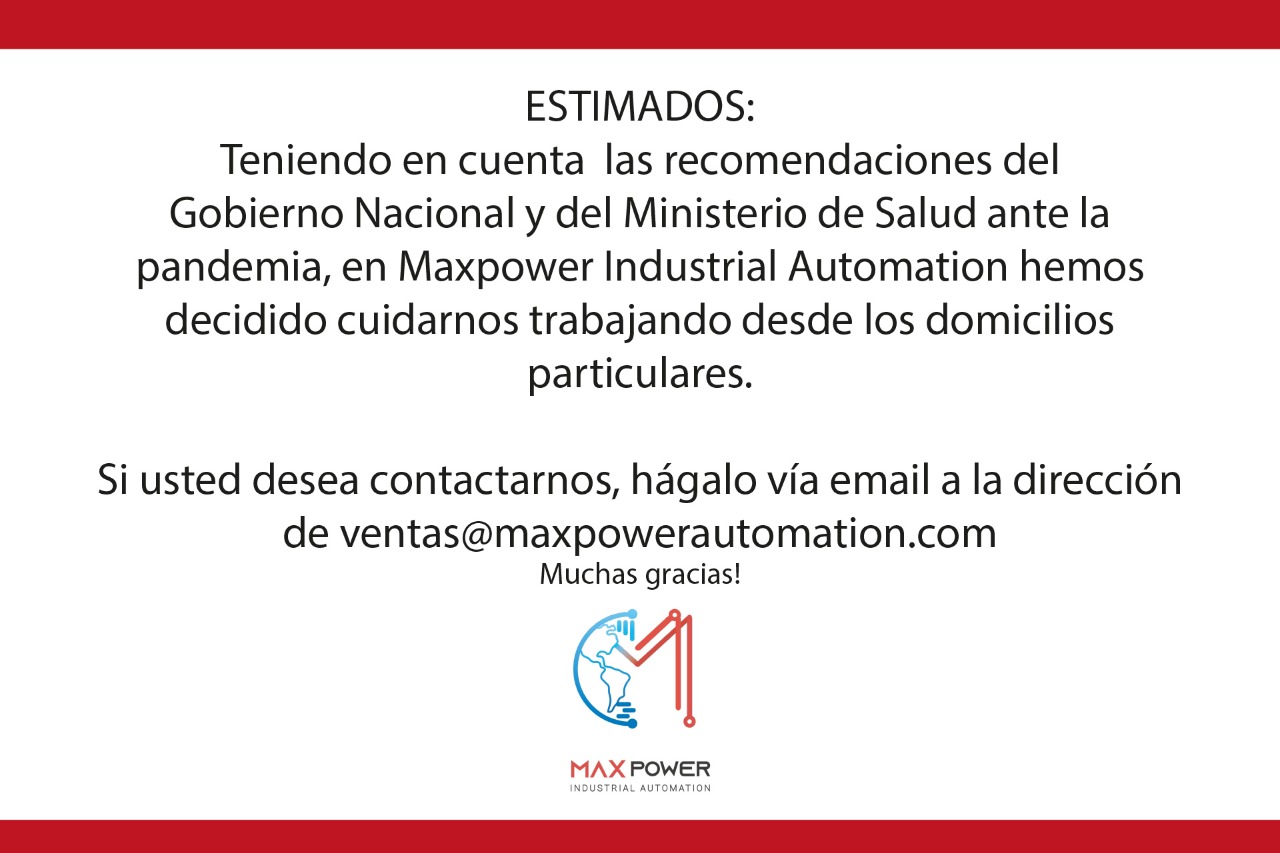 ESTIMADOS:
Teniendo en cuenta  las recomendaciones del
Gobierno Nacional y del Ministerio de Salud ante la
pandemia, en Maxpower Industrial Automation hemos
decidido cuidarnos trabajando desde los domicilios
particulares.
Si usted desea contactarnos, hágalo vía email a la dirección
de ventas@maxpowerautomation.com
Muchas gracias!
MAXPOWER
INDUSTRIAL AUTOMATION